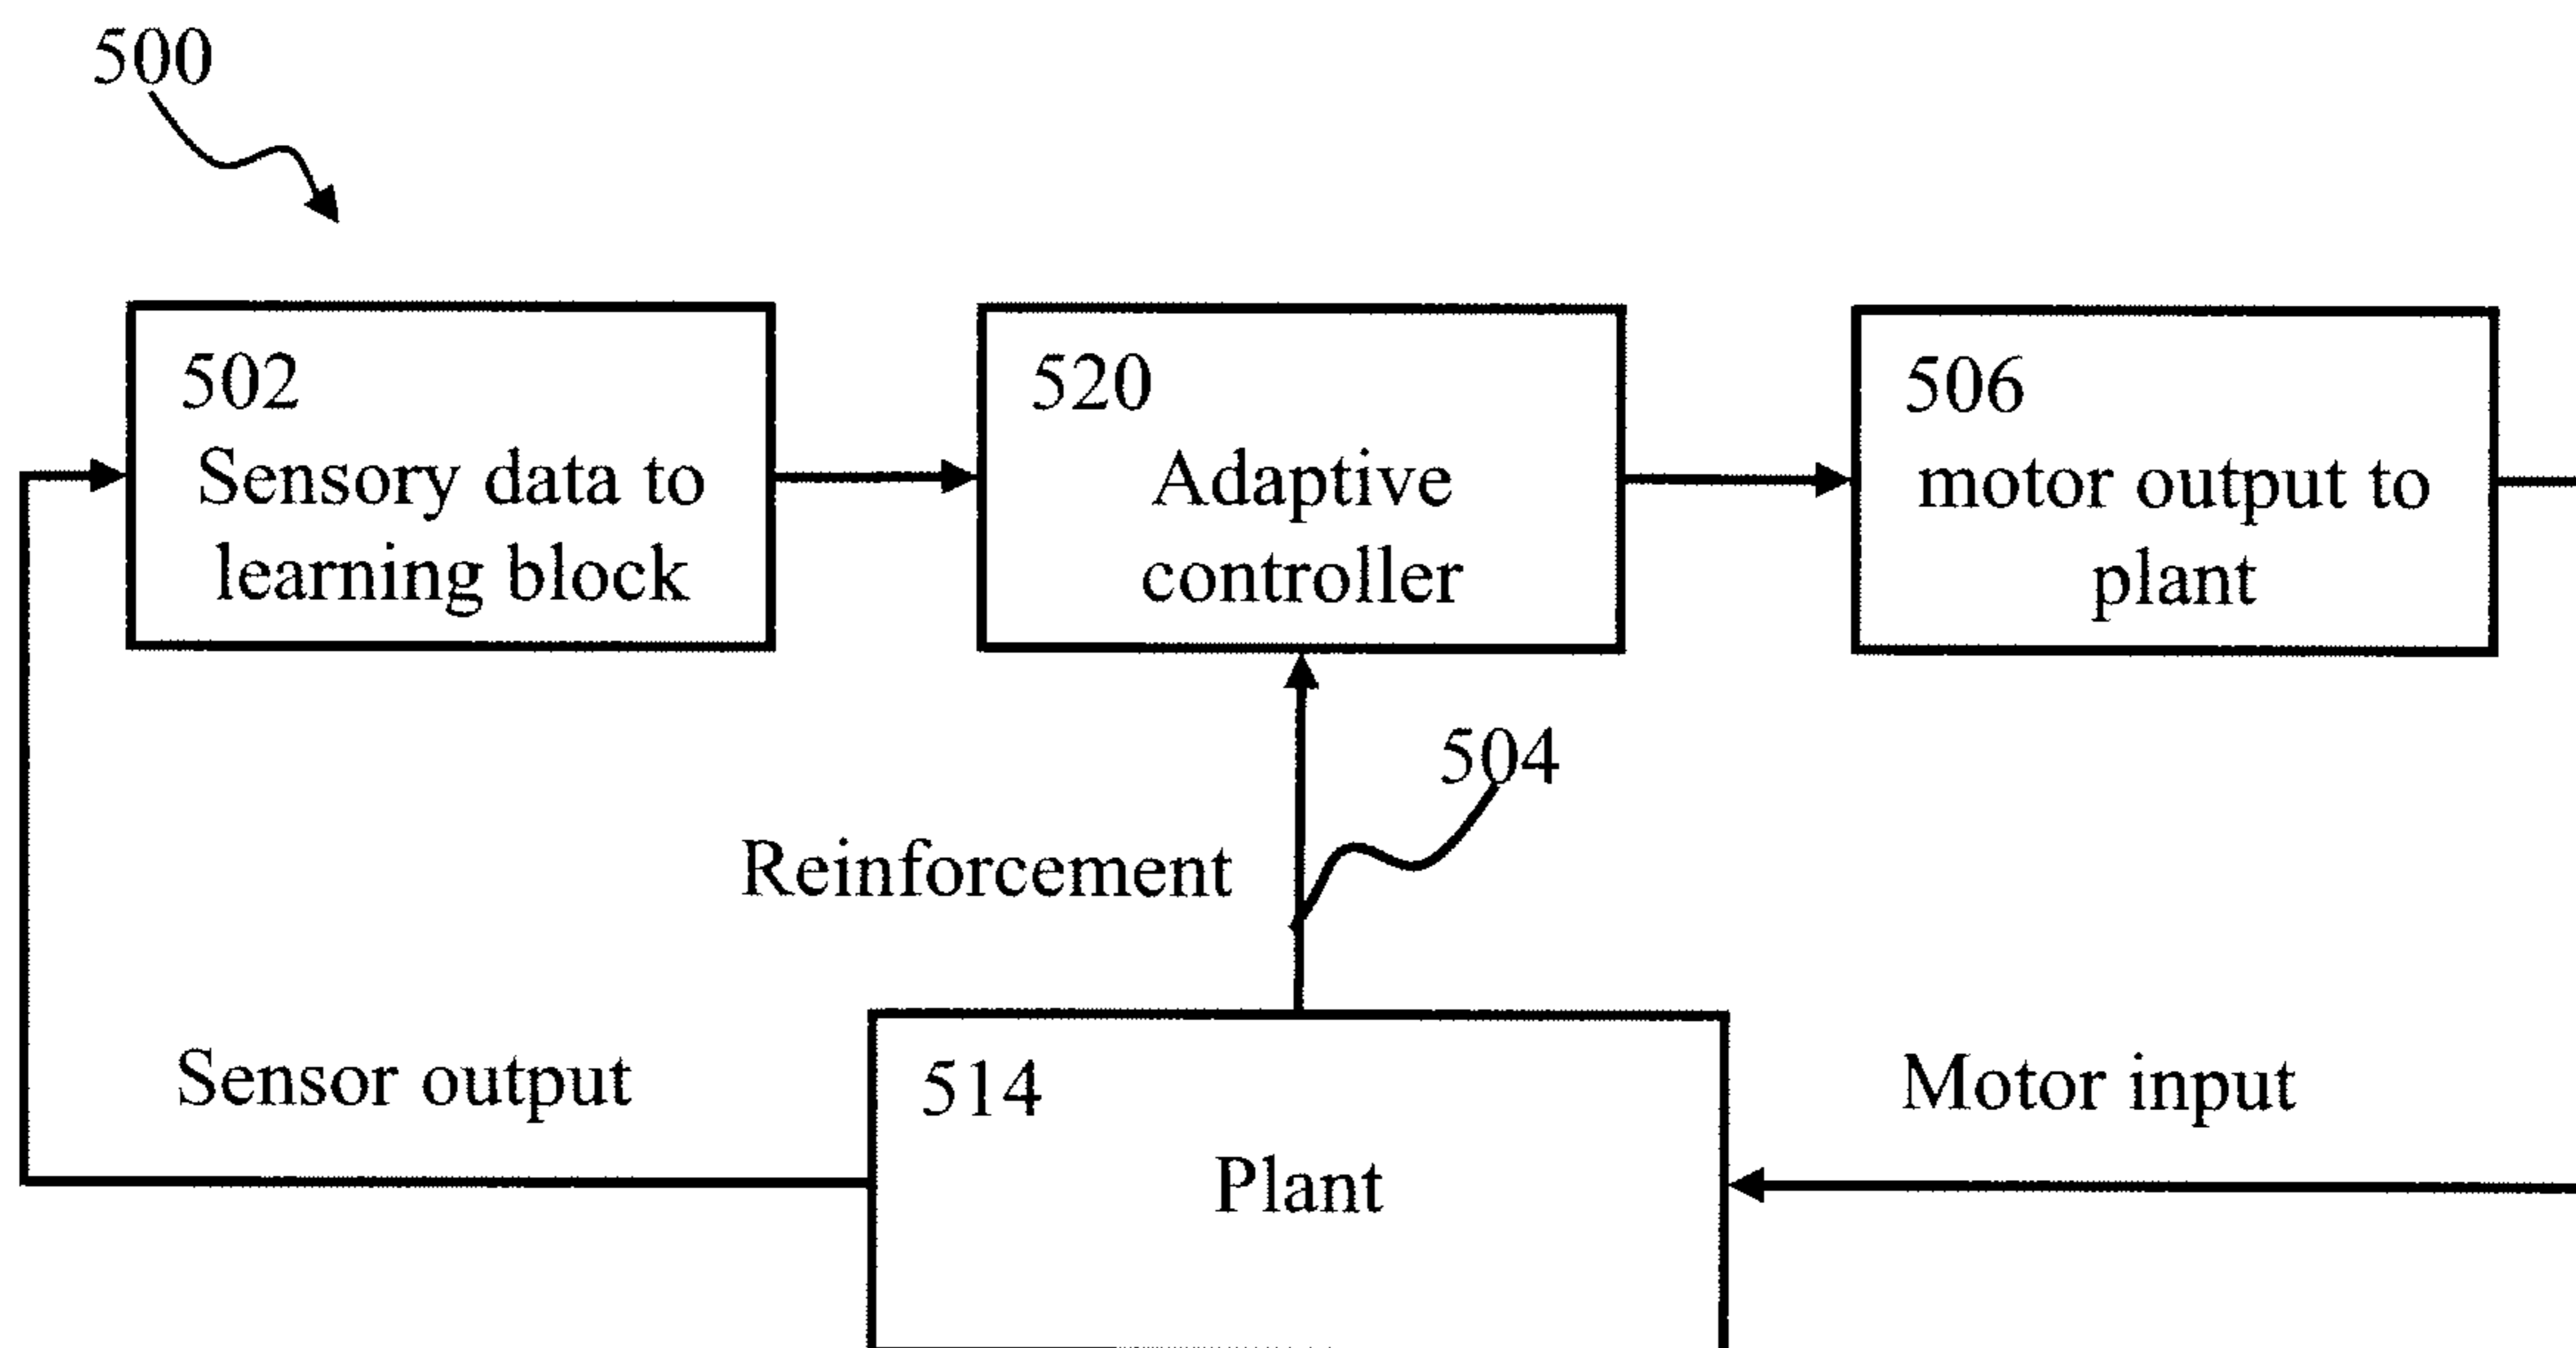 500
502
Sensory data to
learning block
520
Adaptive
controller
506
motor output to
plant
504
Reinforcement
Sensor output
514
Plant
Motor input